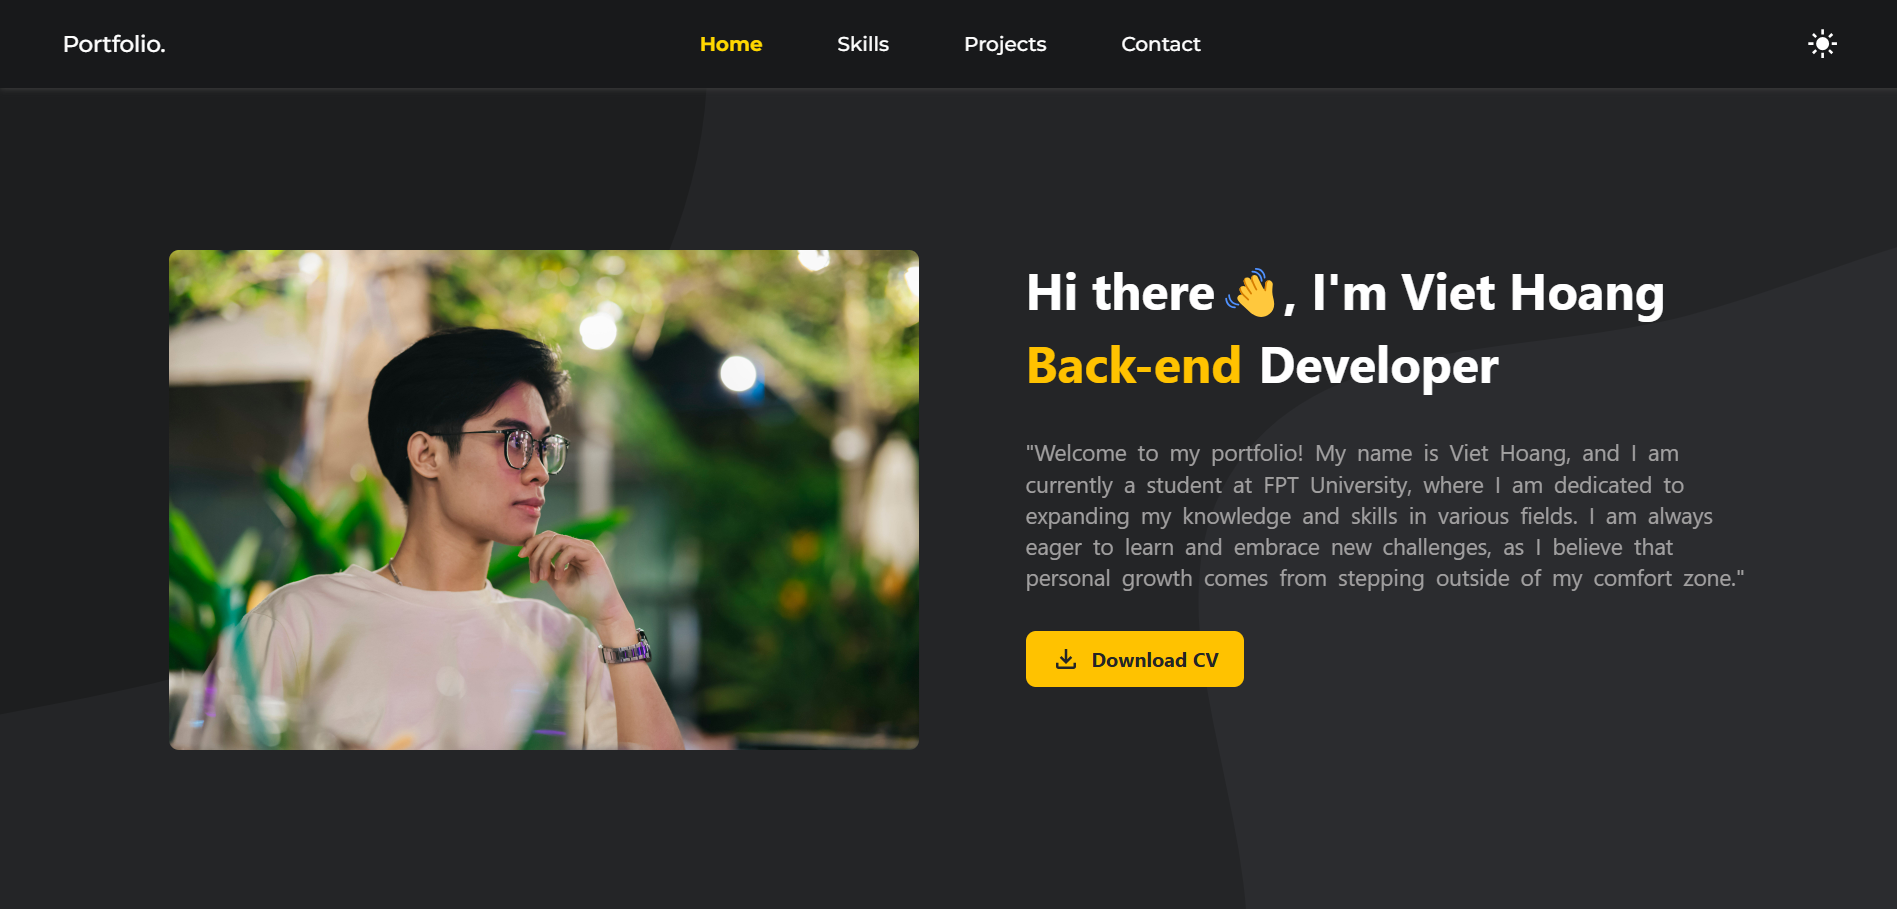 Portfolio.
Home
Skills
Projects
Contact
Hi there 👋, I'm Viet Hoang
Back-end Developer
"Welcome to my portfolio! My name is Viet Hoang, and I am
currently a student at FPT University, where I am dedicated to
expanding my knowledge and skills in various fields. I am always
eager to learn and embrace new challenges, as I believe that
personal growth comes from stepping outside of my comfort zone."
Download CV